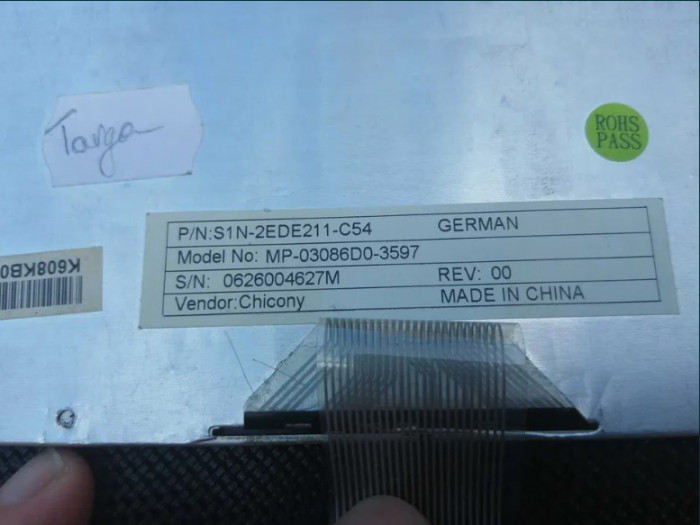 Targa
ROHS
PASS
P/N:S1N-2EDE211-C54 GERMAN
Model No: MP-03086D0-3597
S/N: 0626004627M REV: 00
Vendor:Chicony MADE IN CHINA
K608KB0